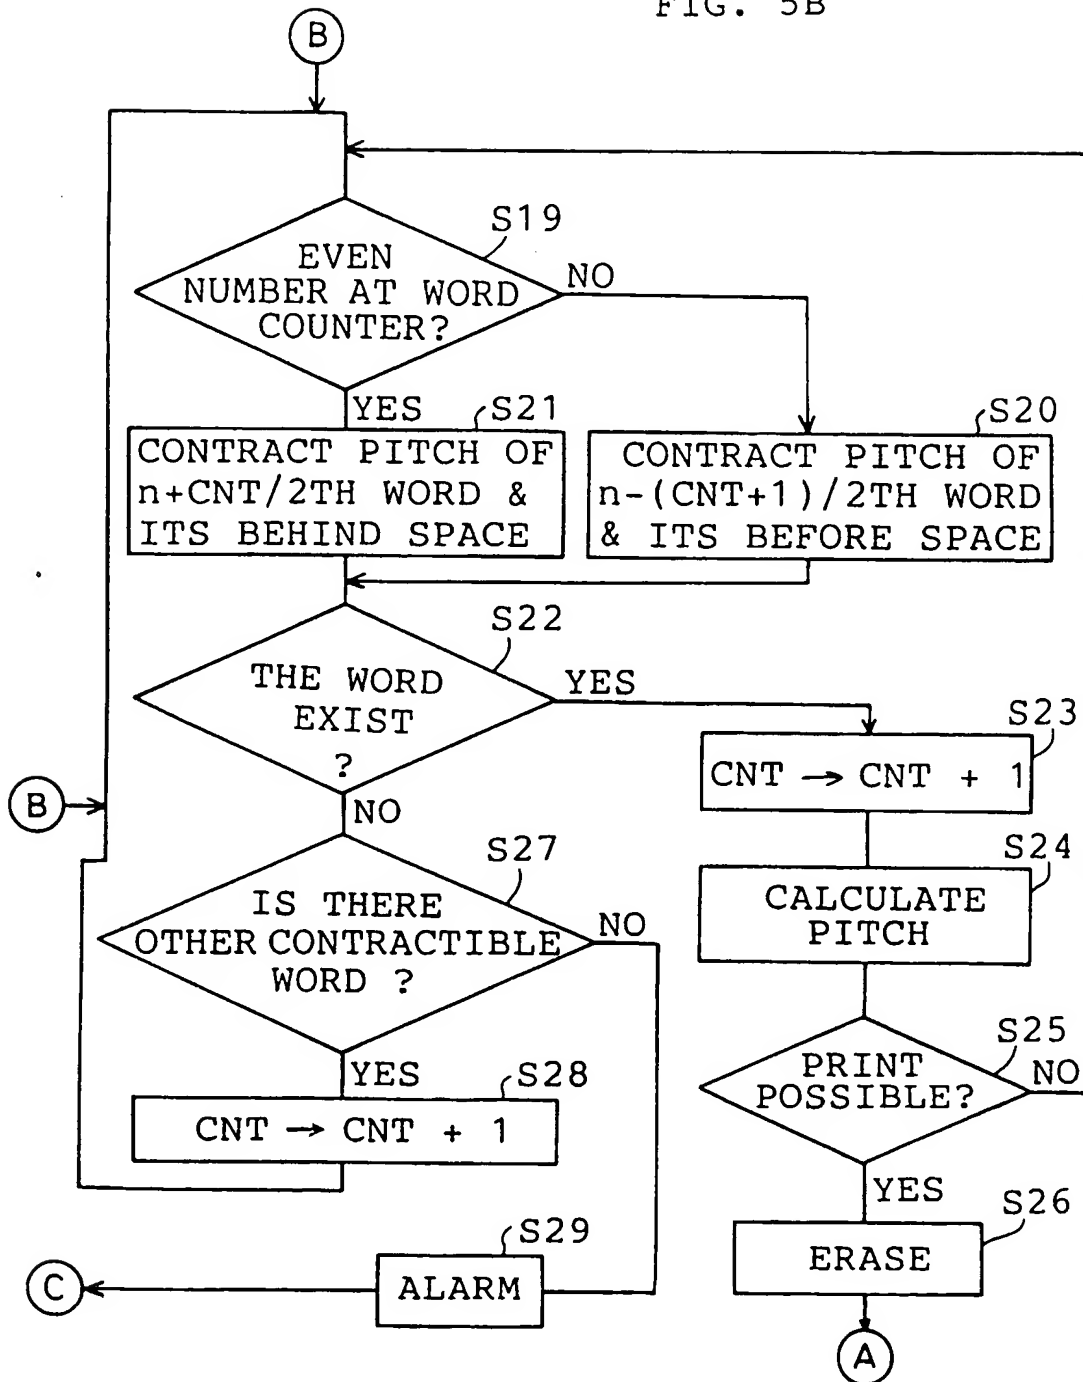 FIG. 5B
B
S19
EVEN
NUMBER AT WORD
COUNTER?
NO
YES
S21
S20
CONTRACT PITCH OF
n+CNT/2TH WORD &
ITS BEHIND SPACE
CONTRACT PITCH OF
n-(CNT+1)/2TH WORD
& ITS BEFORE SPACE
S22
THE WORD
EXIST
?
YES
S23
CNT → CNT + 1
B
NO
S27
S24
IS THERE
OTHER CONTRACTIBLE
WORD ?
NO
CALCULATE
PITCH
S25
PRINT
POSSIBLE?
NO
YES
S28
CNT → CNT + 1
YES
S26
ERASE
S29
ALARM
C
A